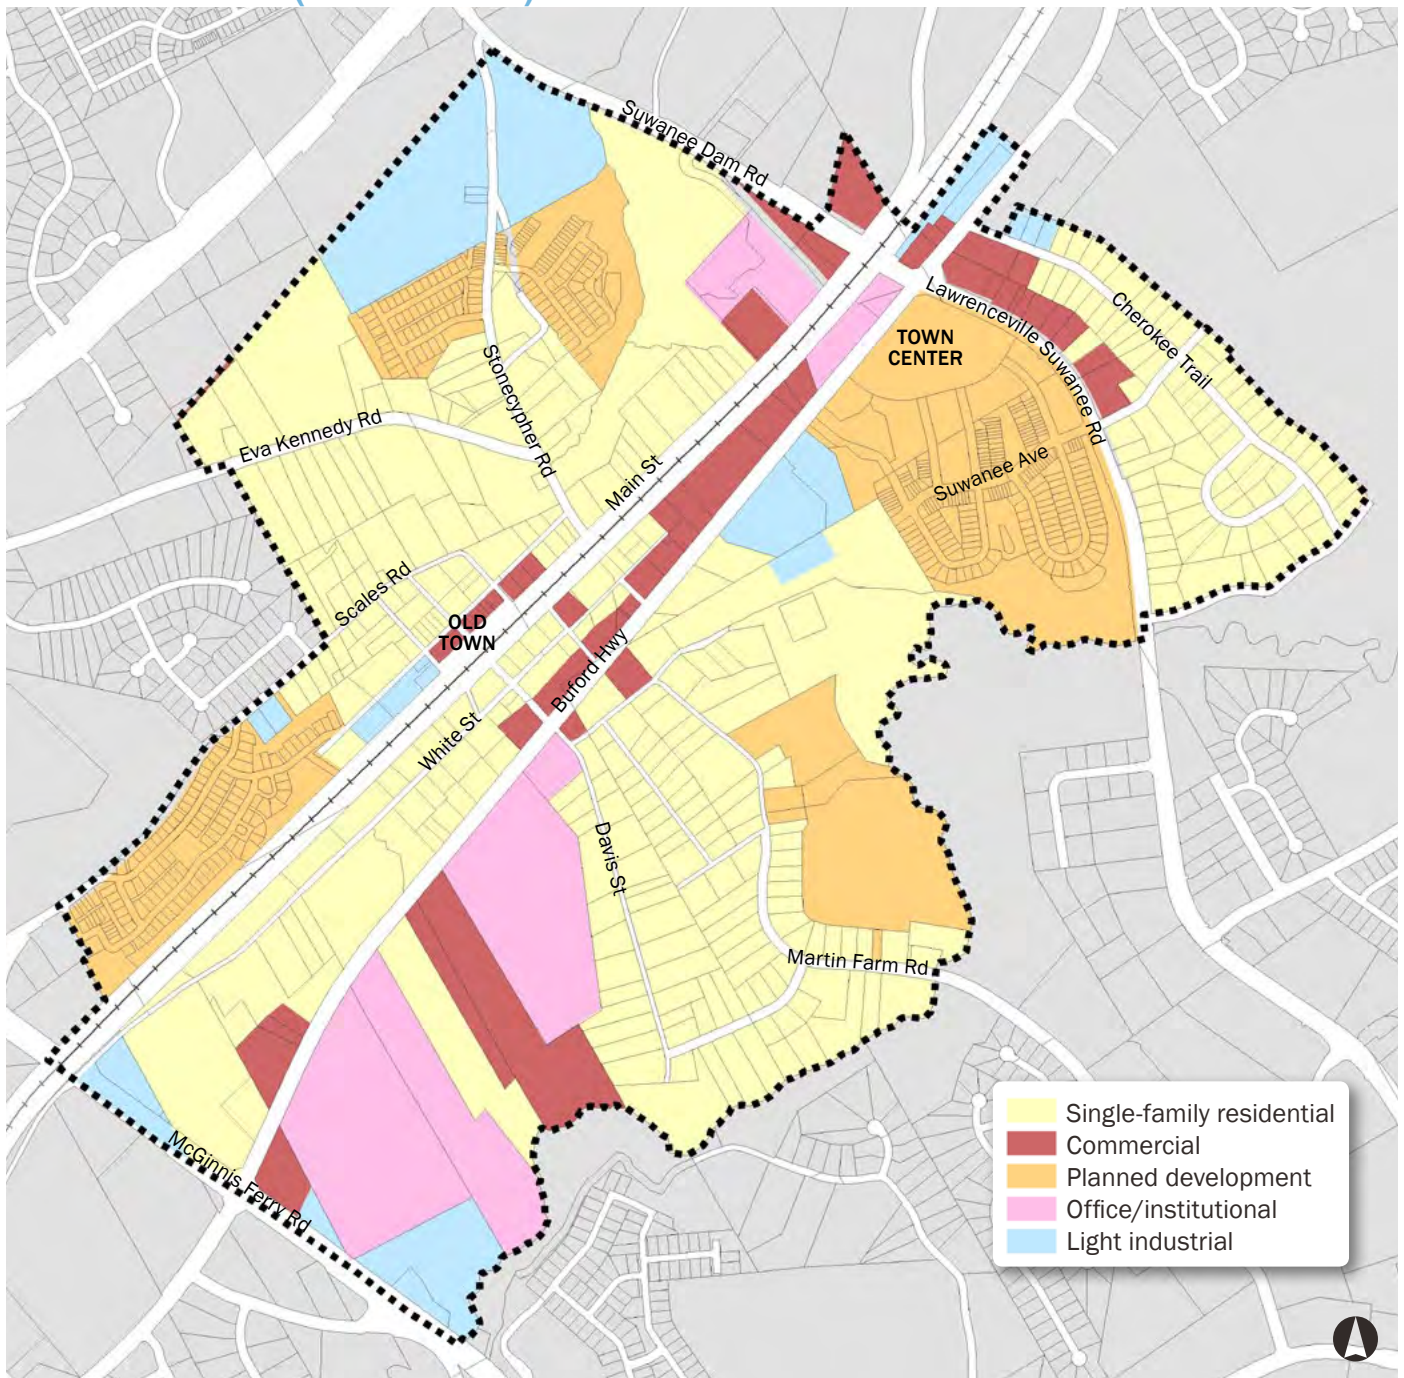 Suwanee Dam Rd
Lawrenceville Suwanee Rd
Cherokee Trail
TOWN
CENTER
Stonecypher Rd
Eva Kennedy Rd
Main St
Suwanee Ave
Scales Rd
OLD
TOWN
Buford Hwy
White St
Davis St
Martin Farm Rd
McGinnis Ferry Rd
Single-family residential
Commercial
Planned development
Office/institutional
Light industrial